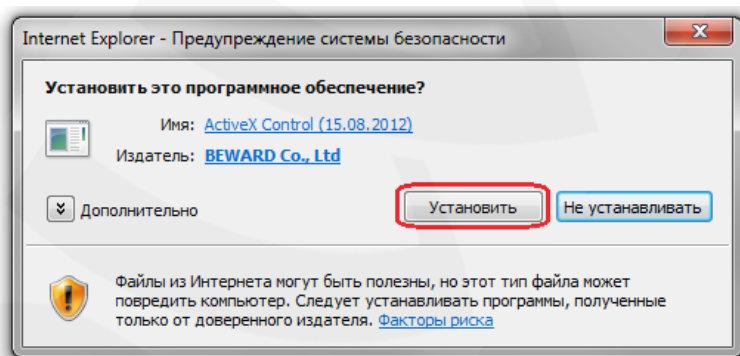 Internet Explorer - Предупреждение системы безопасности
Установить это программное обеспечение?
Имя: ActiveX Control (15.08.2012)
Издатель: BEWARD Co., Ltd
Дополнительно Установить Не устанавливать
Файлы из Интернета могут быть полезны, но этот тип файла может
повредить компьютер. Следует устанавливать программы, полученные
только от доверенного издателя. Факторы риска